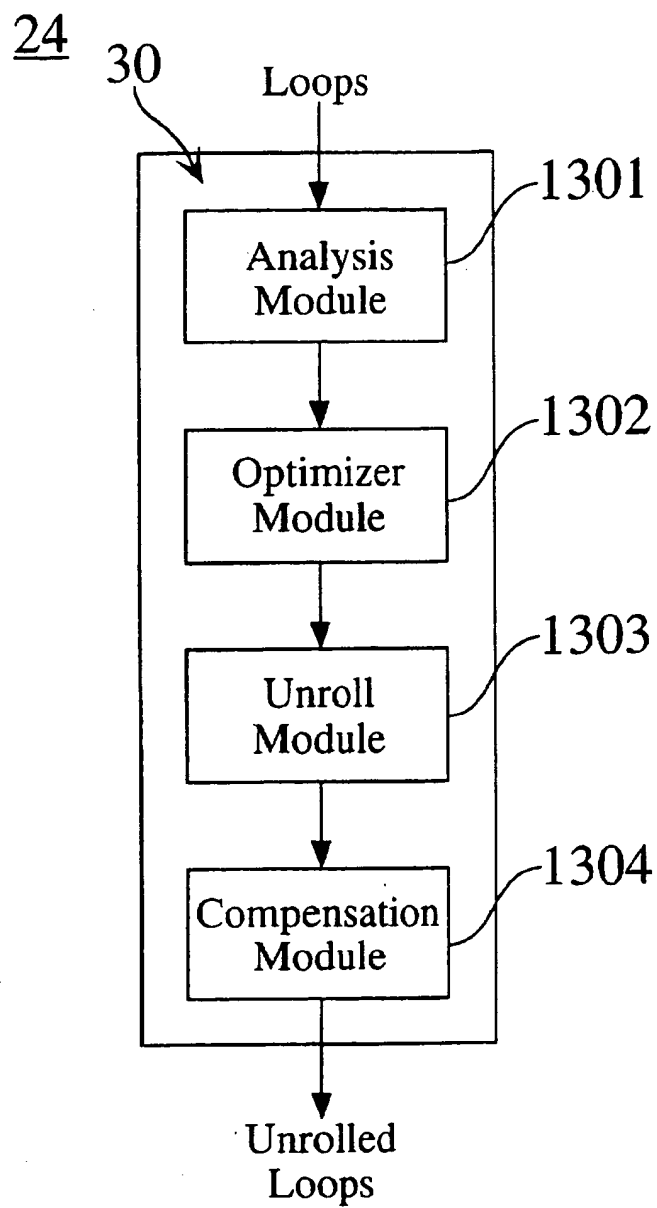 24
30
Loops
1301
Analysis
Module
1302
Optimizer
Module
1303
Unroll
Module
1304
Compensation
Module
Unrolled
Loops